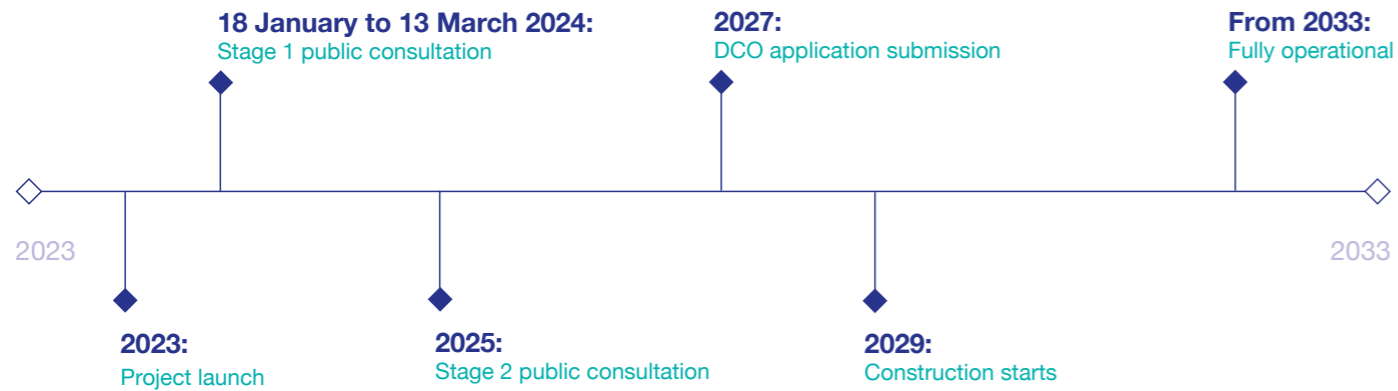 18 January to 13 March 2024:
Stage 1 public consultation
2027:
DCO application submission
From 2033:
Fully operational
2023
2033
2023:
Project launch
2025:
Stage 2 public consultation
2029:
Construction starts